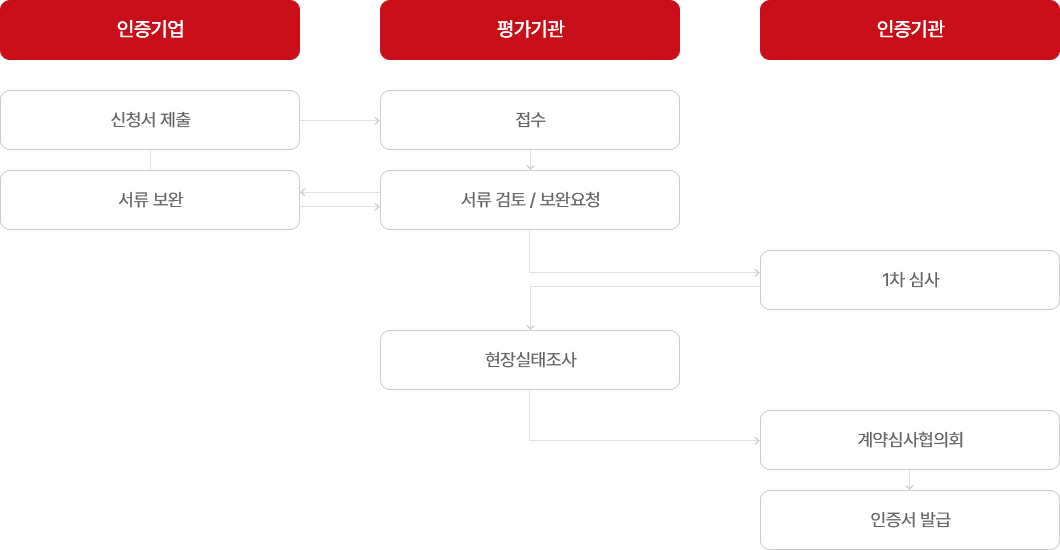 인증기업
평가기관
인증기관
신청서 제출
접수
서류 보완
서류 검토 / 보완요청
1차 심사
현장실태조사
계약심사협의회
인증서 발급